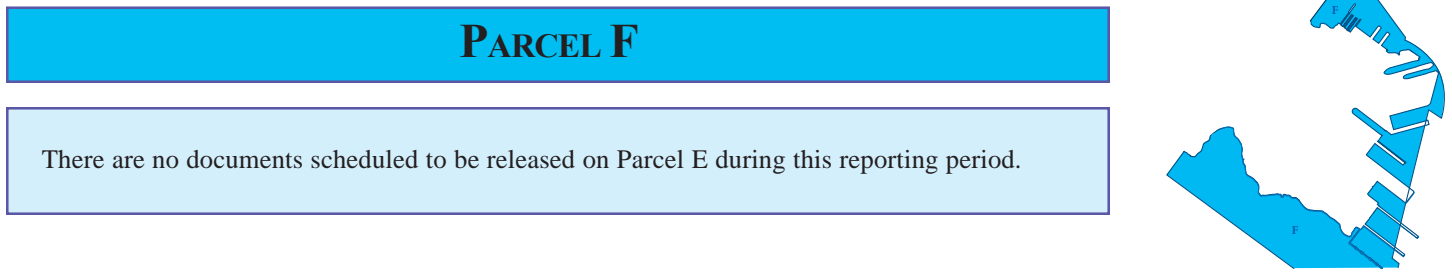 PARCEL F
There are no documents scheduled to be released on Parcel E during this reporting period.
F
F